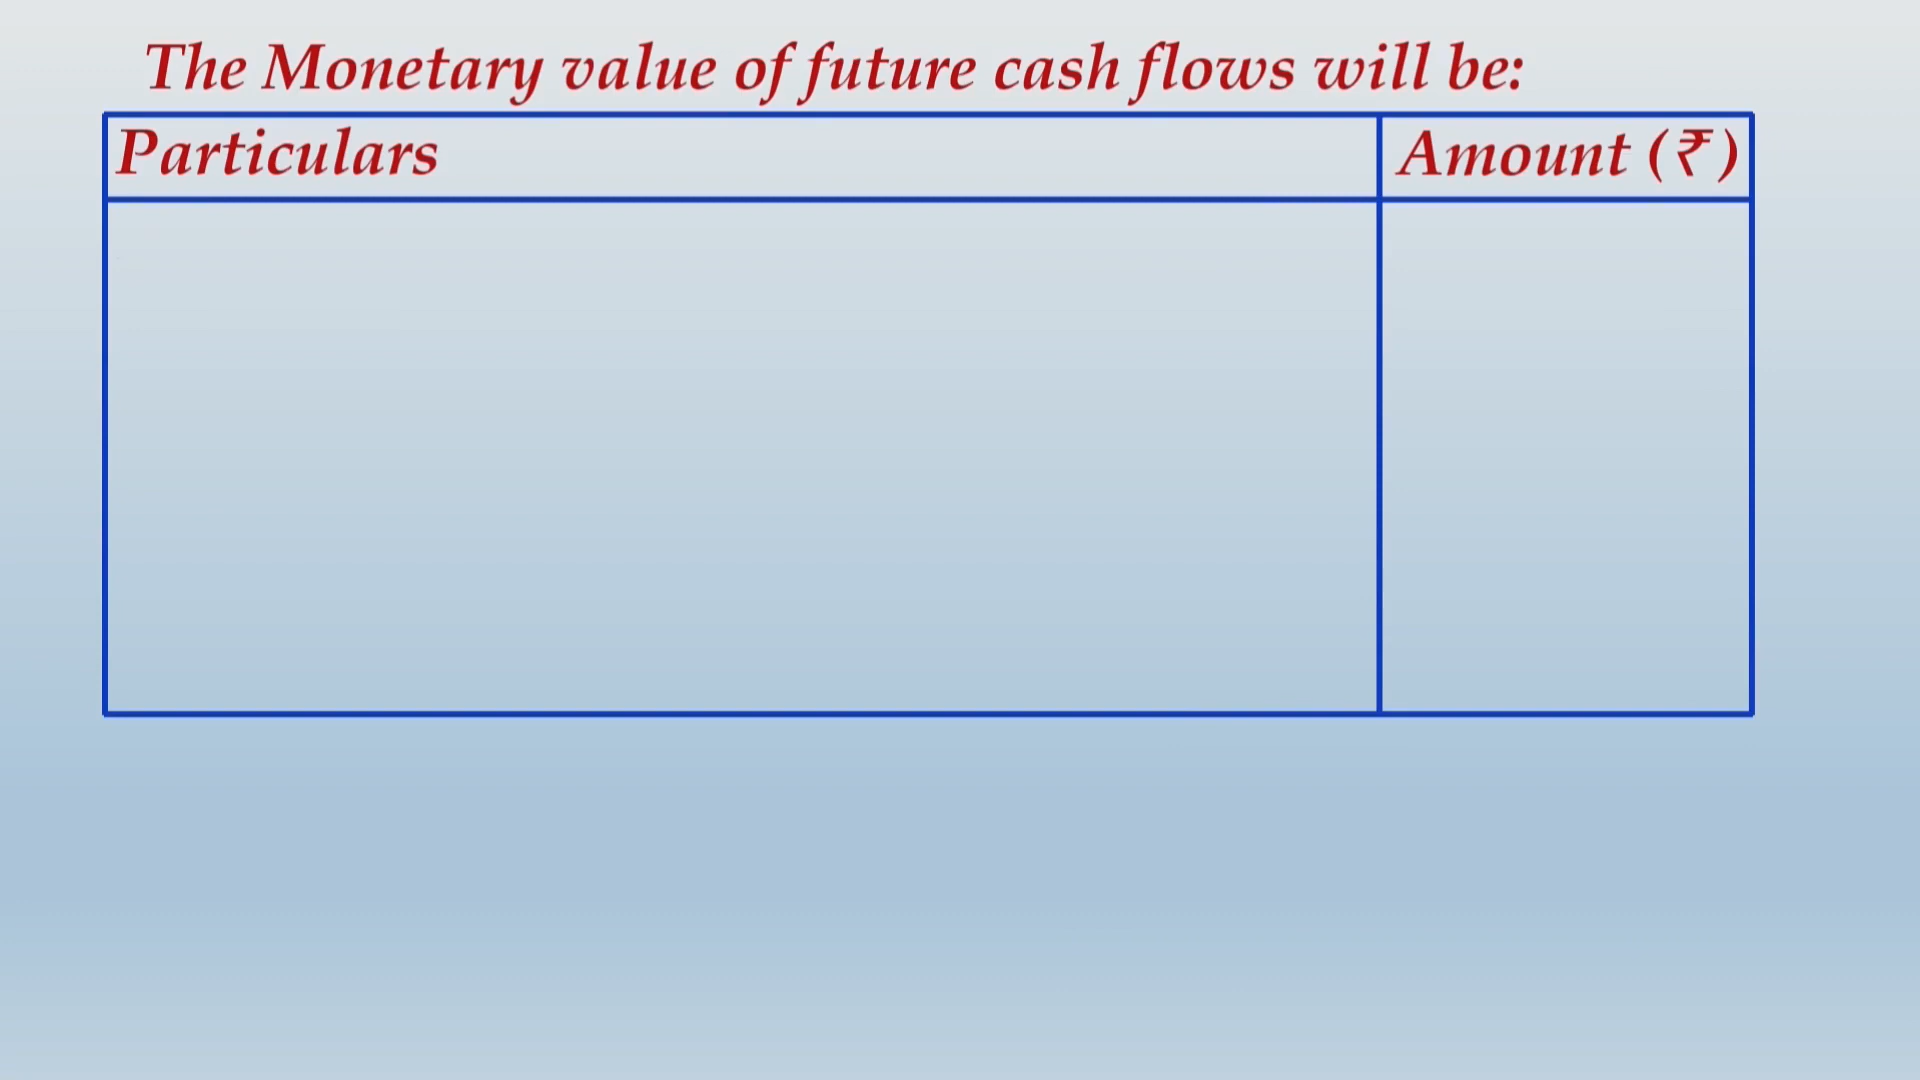 The Monetary value of future cash flows will be:
Particulars
Amount (₹)